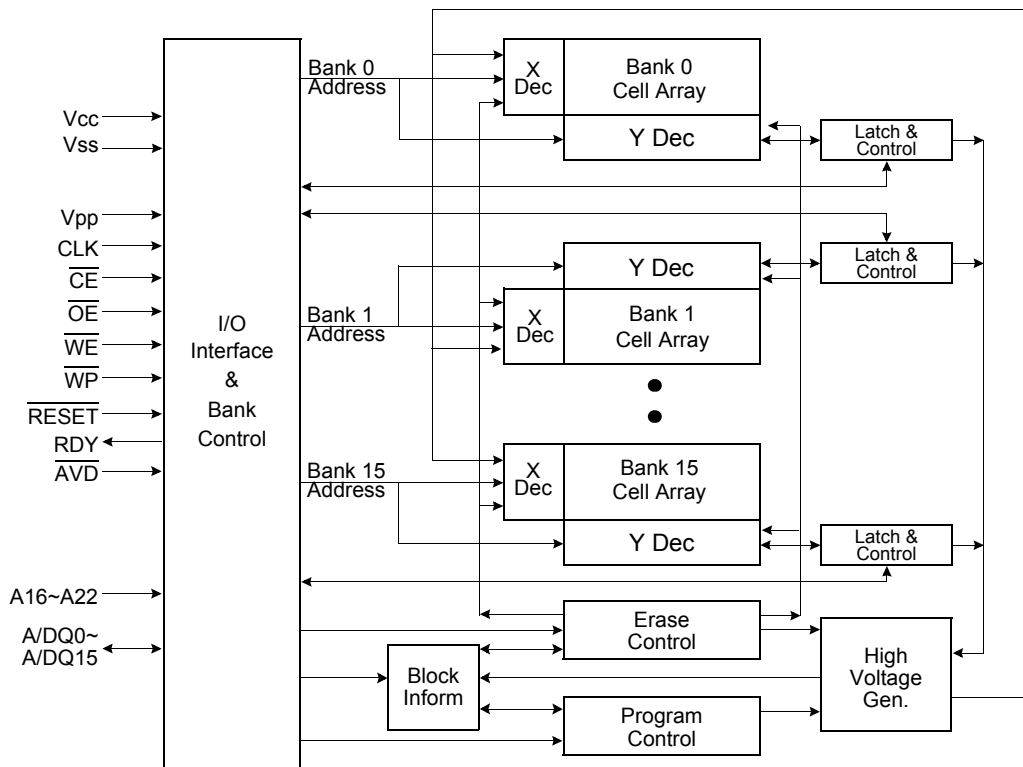 Vcc
Vss
Vpp
CLK
CE
OE
WE
WP
RESET
RDY
AVD
A16~A22
A/DQ0~
A/DQ15
I/O
Interface
&
Bank
Control
Bank 0
Address
X
Dec
Bank 0
Cell Array
Y Dec
Latch &
Control
Bank 1
Address
Y Dec
X
Dec
Bank 1
Cell Array
Latch &
Control
Bank 15
Address
X
Dec
Bank 15
Cell Array
Y Dec
Latch &
Control
Erase
Control
Block
Inform
Program
Control
High
Voltage
Gen.